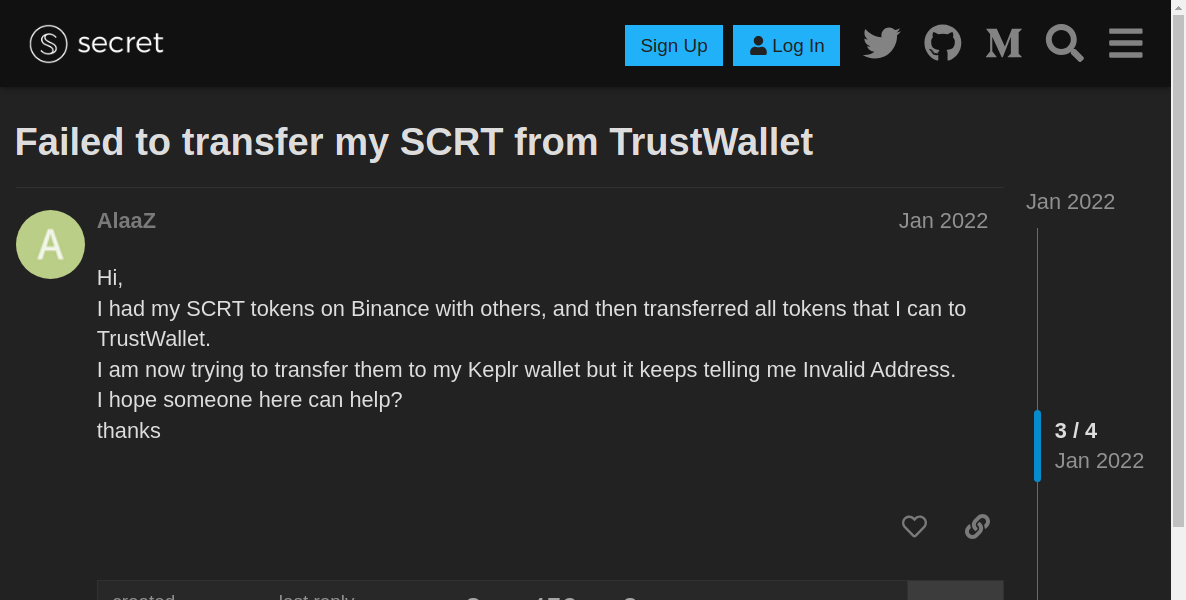 secret
Sign Up
Log In
Failed to transfer my SCRT from TrustWallet
Jan 2022
A
AlaaZ
Jan 2022
Hi,
I had my SCRT tokens on Binance with others, and then transferred all tokens that I can to
TrustWallet.
I am now trying to transfer them to my Keplr wallet but it keeps telling me Invalid Address.
I hope someone here can help?
thanks
3 / 4
Jan 2022
created
last reply